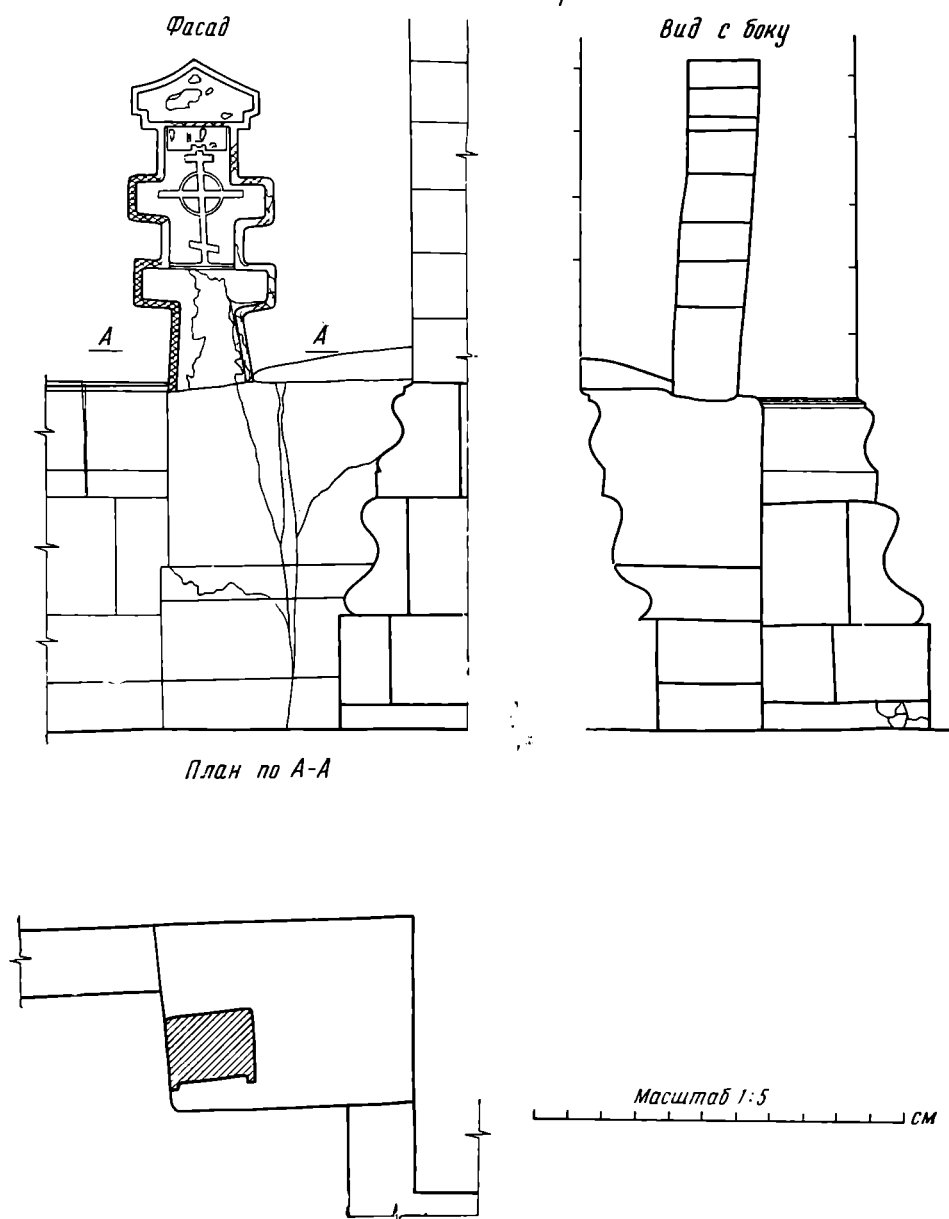 Фасад
Вид с боку
А
А
План по А-А
Масштаб 1:5
см